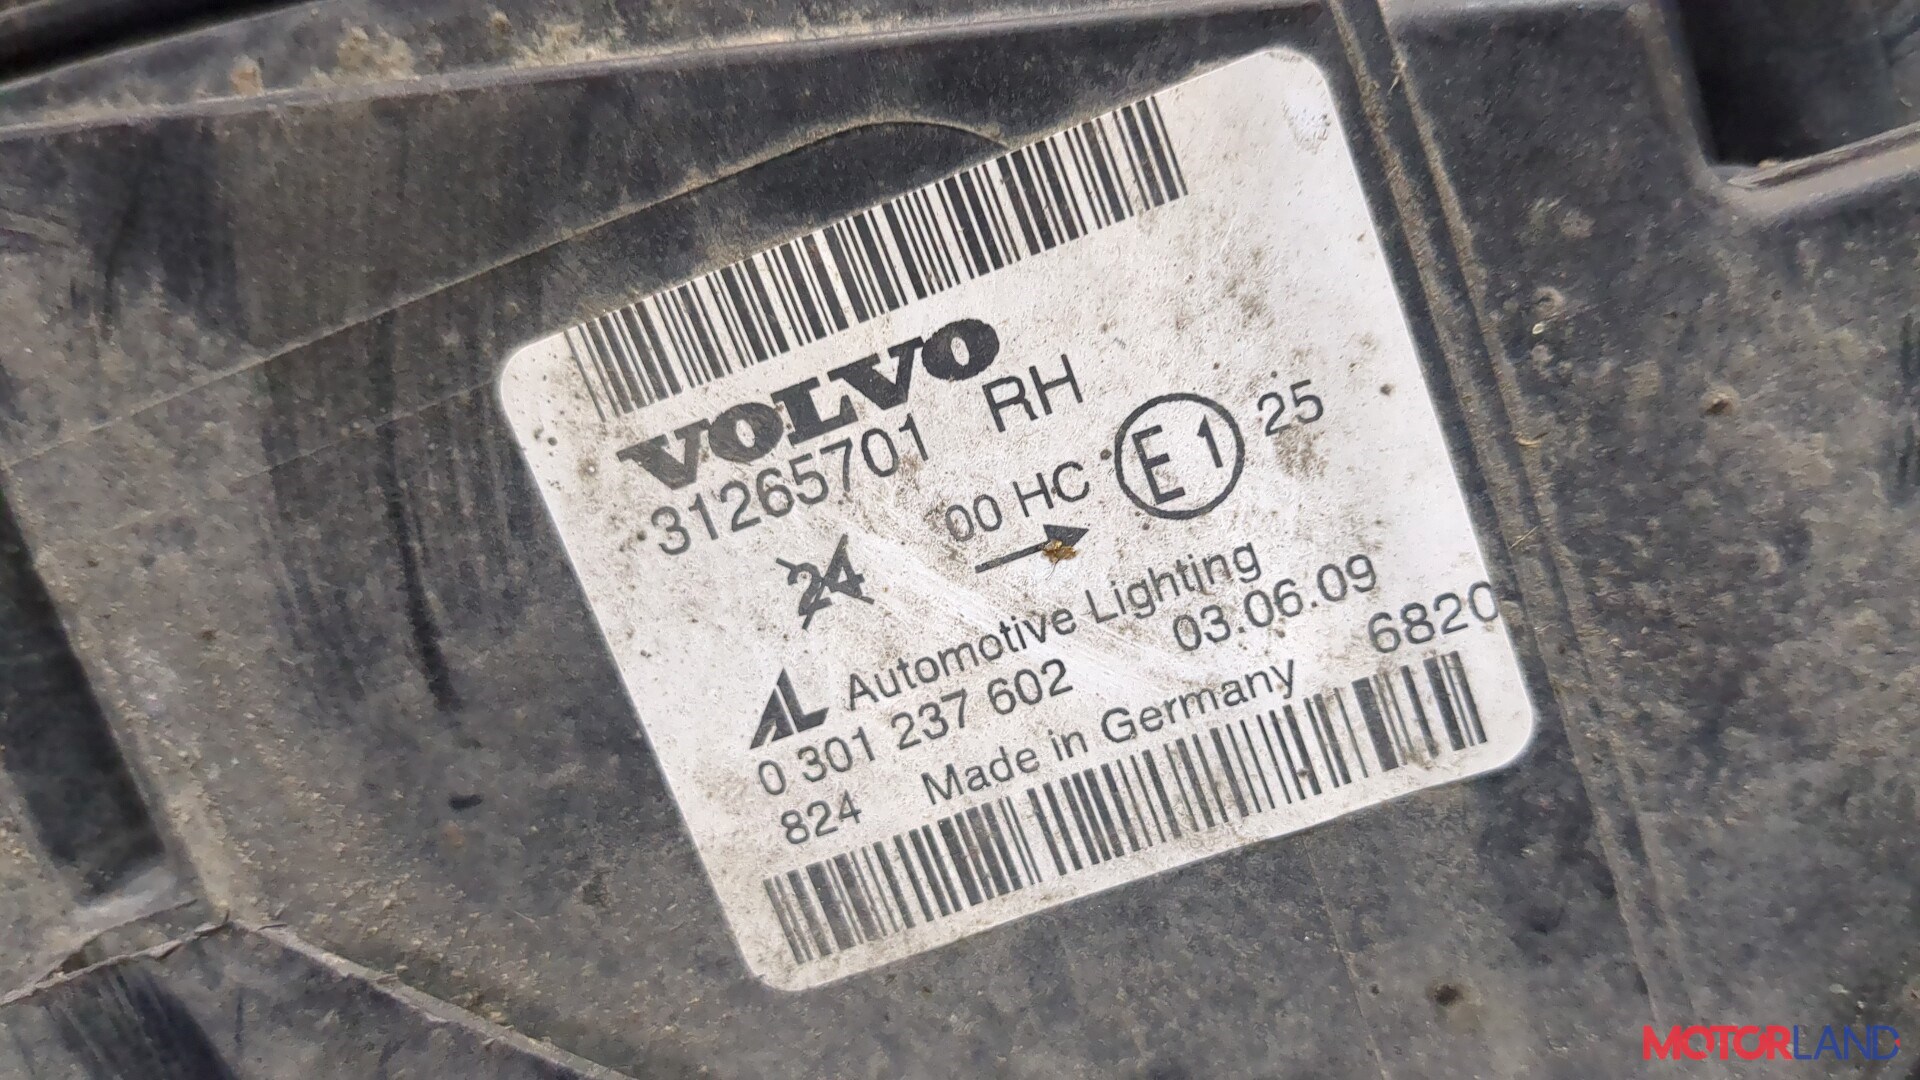 VOLVO
31265701 RH
00 HC E1 25
24
AL Automotive Lighting
0 301 237 602 03.06.09
824 Made in Germany 6820
MOTORLAND